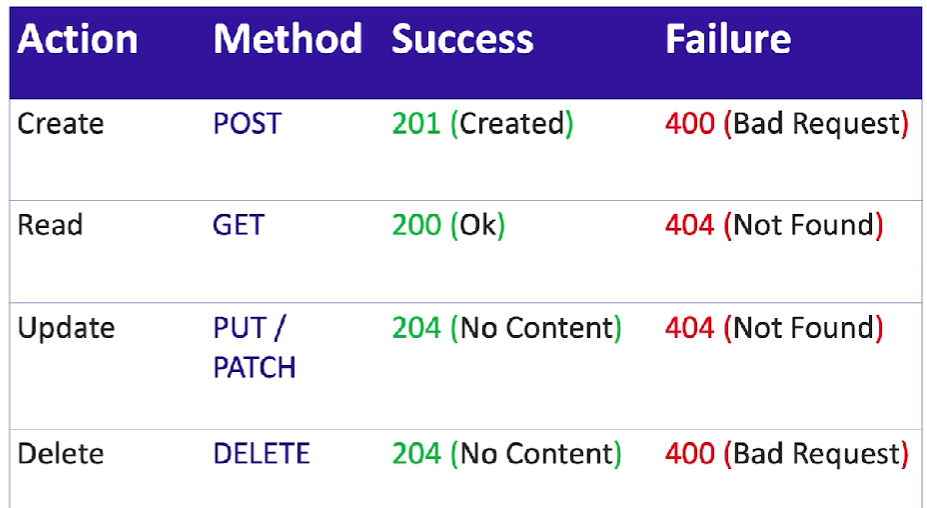 Action Method Success Failure
Create POST 201 (Created) 400 (Bad Request)
Read GET 200 (Ok) 404 (Not Found)
Update PUT / 204 (No Content) 404 (Not Found)
PATCH
Delete DELETE 204 (No Content) 400 (Bad Request)